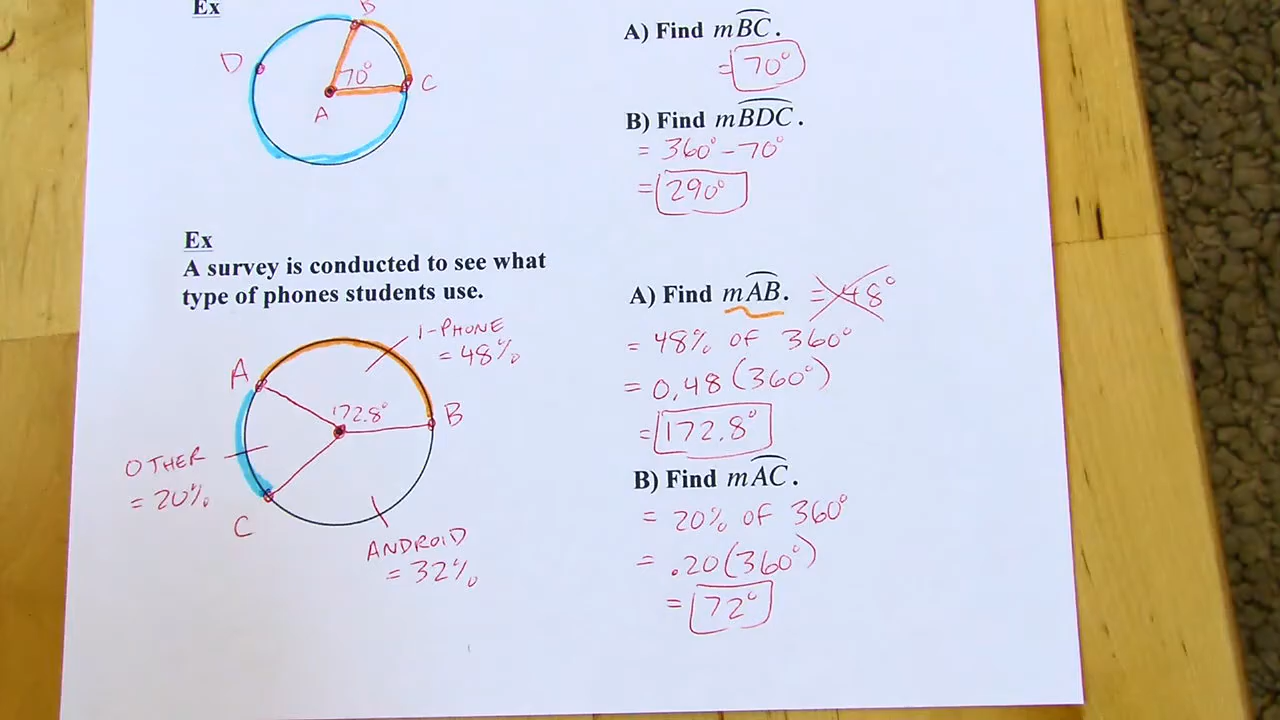 Ex
B
D
70°
C
A
A) Find mBC.
= 70°
B) Find mBDC.
= 360° - 70°
= 290°
Ex
A survey is conducted to see what
type of phones students use.
I-PHONE
= 48%
A
172.8°
B
OTHER
= 20%
C
ANDROID
= 32%
A) Find mAB. = 48°
= 48% OF 360°
= 0.48 (360°)
= 172.8°
B) Find mAC.
= 20% OF 360°
= .20 (360°)
= 72°